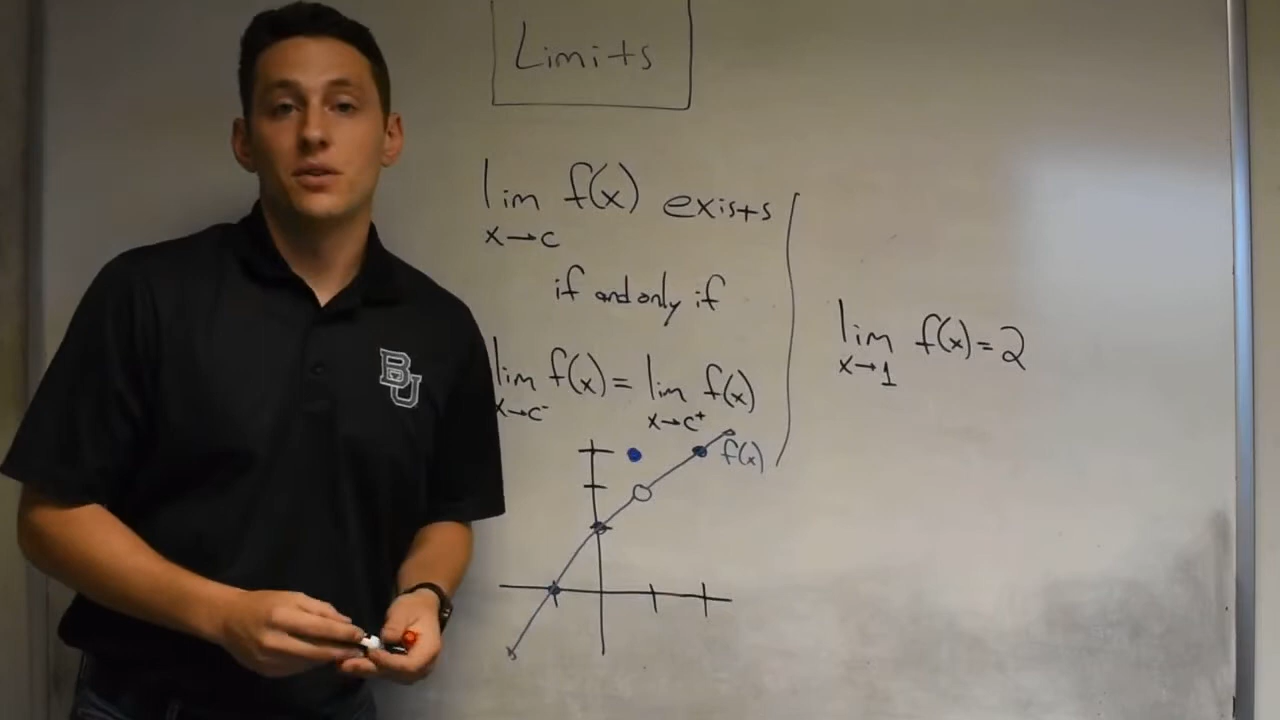 Limits
lim f(x) exists
x→c
if and only if
lim f(x) = lim f(x)
x→c⁻ x→c⁺
f(x)
lim f(x) = 2
x→1
BU